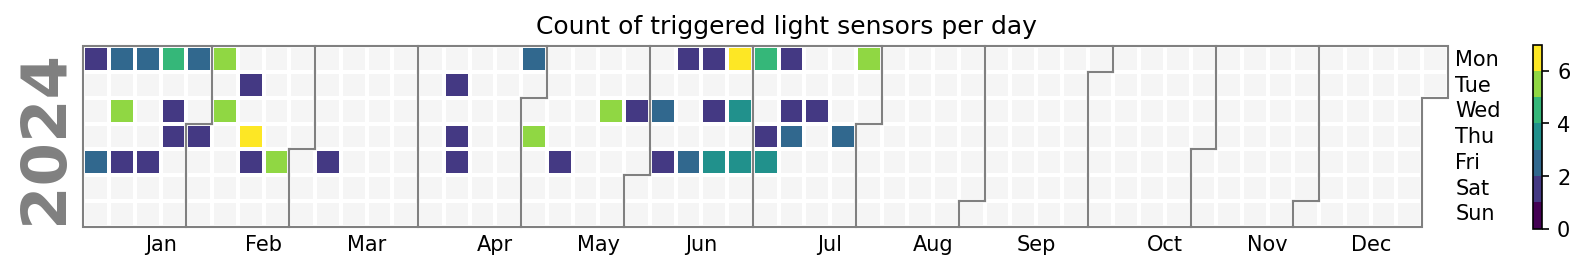 Count of triggered light sensors per day
2024
Mon
Tue
Wed
Thu
Fri
Sat
Sun
Jan Feb Mar Apr May Jun Jul Aug Sep Oct Nov Dec
6
4
2
0